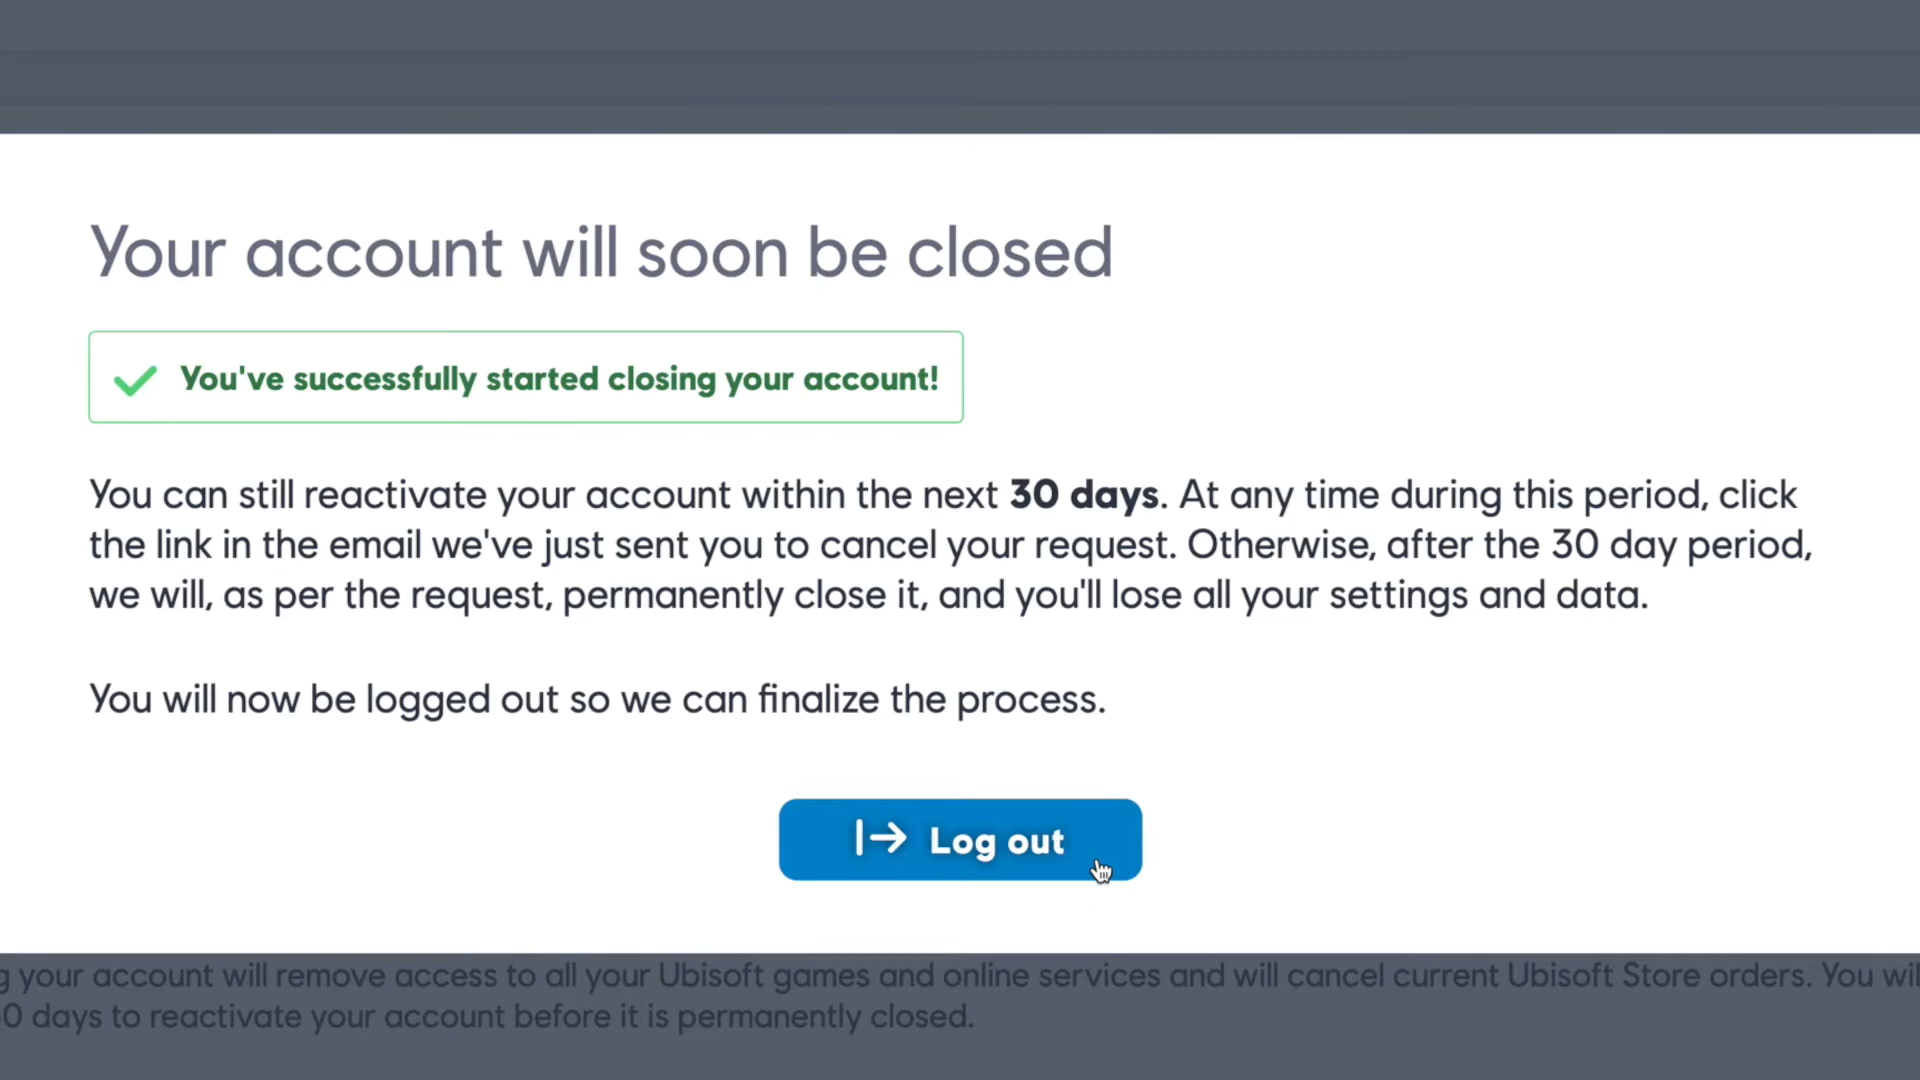 Your account will soon be closed
You've successfully started closing your account!
You can still reactivate your account within the next 30 days. At any time during this period, click
the link in the email we've just sent you to cancel your request. Otherwise, after the 30 day period,
we will, as per the request, permanently close it, and you'll lose all your settings and data.
You will now be logged out so we can finalize the process.
Log out
your account will remove access to all your Ubisoft games and online services and will cancel current Ubisoft Store orders. You
days to reactivate your account before it is permanently closed.